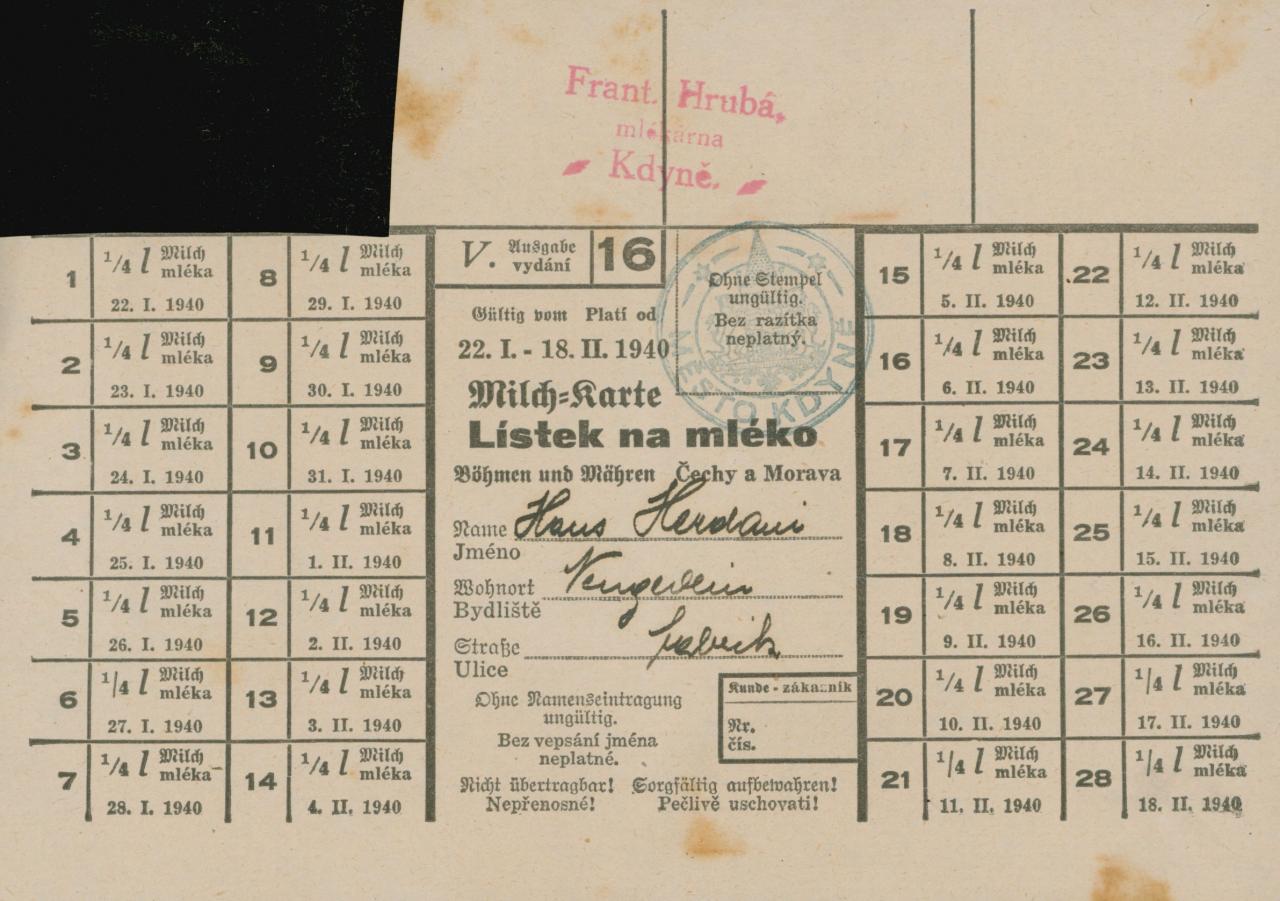 Frant. Hrubá,
mlékárna
Kdyně.
1
1/4 l Milch
mléka
22. I. 1940
2
1/4 l Milch
mléka
23. I. 1940
3
1/4 l Milch
mléka
24. I. 1940
4
1/4 l Milch
mléka
25. I. 1940
5
1/4 l Milch
mléka
26. I. 1940
6
1/4 l Milch
mléka
27. I. 1940
7
1/4 l Milch
mléka
28. I. 1940
8
1/4 l Milch
mléka
29. I. 1940
9
1/4 l Milch
mléka
30. I. 1940
10
1/4 l Milch
mléka
31. I. 1940
11
1/4 l Milch
mléka
1. II. 1940
12
1/4 l Milch
mléka
2. II. 1940
13
1/4 l Milch
mléka
3. II. 1940
14
1/4 l Milch
mléka
4. II. 1940
V. Ausgabe
vydání
16
Ohne Stempel
ungültig.
Bez razítka
neplatný.
MĚSTO KDYNĚ
Gültig vom Platí od
22. I. - 18. II. 1940
Milch-Karte
Lístek na mléko
Böhmen und Mähren Čechy a Morava
Name Hans
Jméno
Wohnort
Bydliště
Straße Fabrik
Ulice
Ohne Namenseintragung
ungültig.
Bez vepsání jména
neplatné.
Kunde - zákazník
Nr.
čís.
Nicht übertragbar! Sorgfältig aufbewahren!
Nepřenosné! Pečlivě uschovati!
15
1/4 l Milch
mléka
5. II. 1940
16
1/4 l Milch
mléka
6. II. 1940
17
1/4 l Milch
mléka
7. II. 1940
18
1/4 l Milch
mléka
8. II. 1940
19
1/4 l Milch
mléka
9. II. 1940
20
1/4 l Milch
mléka
10. II. 1940
21
1/4 l Milch
mléka
11. II. 1940
22
1/4 l Milch
mléka
12. II. 1940
23
1/4 l Milch
mléka
13. II. 1940
24
1/4 l Milch
mléka
14. II. 1940
25
1/4 l Milch
mléka
15. II. 1940
26
1/4 l Milch
mléka
16. II. 1940
27
1/4 l Milch
mléka
17. II. 1940
28
1/4 l Milch
mléka
18. II. 1940